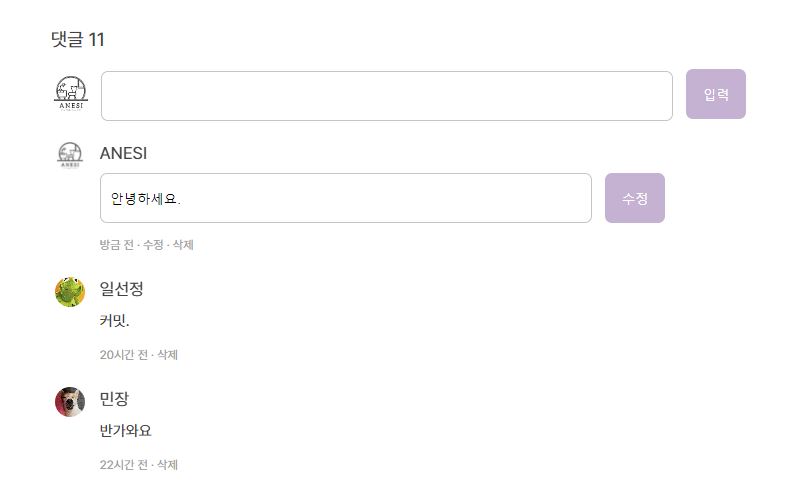 댓글 11
ANESI
입력
ANESI
ANESI
안녕하세요.
수정
방금 전 · 수정 · 삭제
일선정
커밋.
20시간 전 · 삭제
민장
반가와요
22시간 전 · 삭제